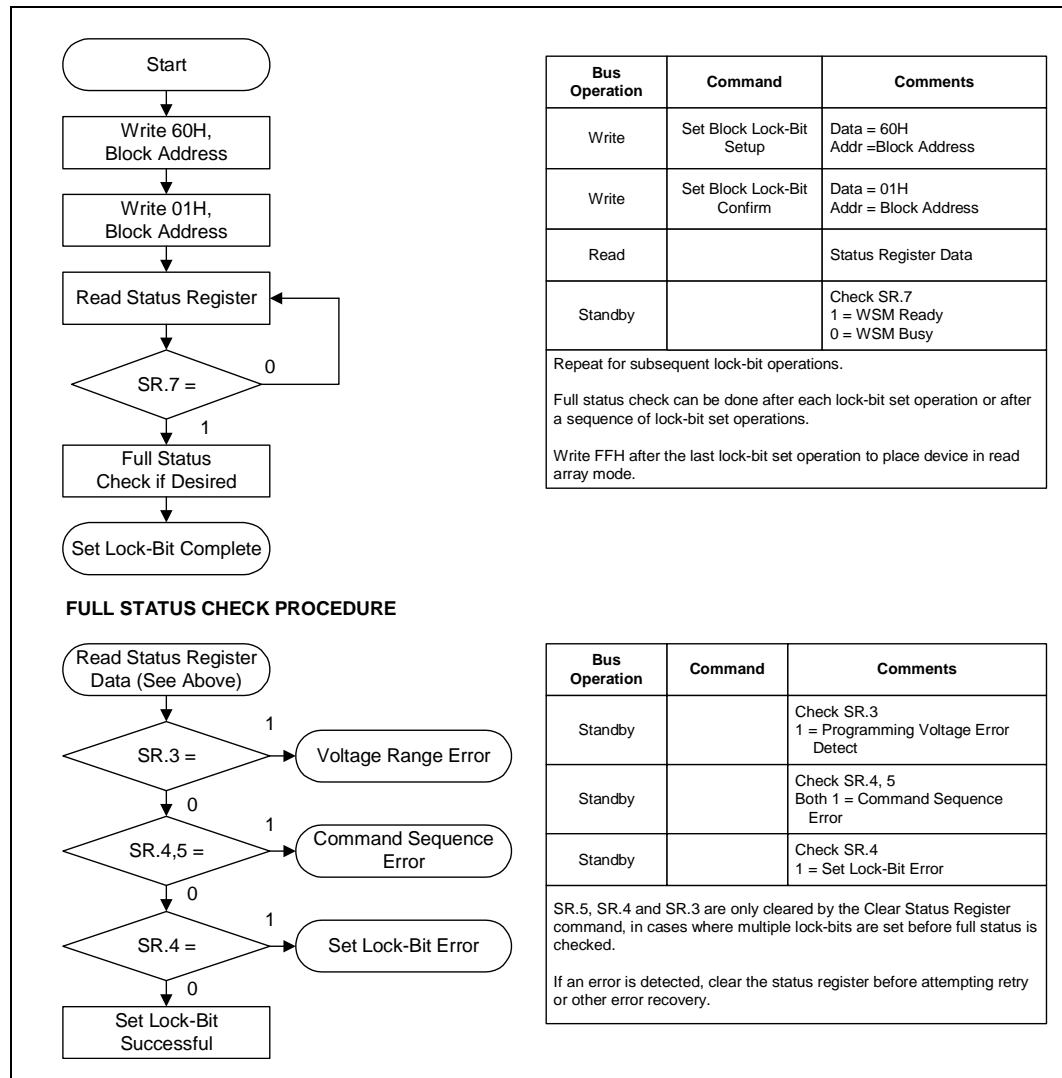 Start
Write 60H,
Block Address
Write 01H,
Block Address
Read Status Register
SR.7 =
0
1
Full Status
Check if Desired
Set Lock-Bit Complete
Bus
Operation
Command
Comments
Write
Set Block Lock-Bit
Setup
Data = 60H
Addr =Block Address
Write
Set Block Lock-Bit
Confirm
Data = 01H
Addr = Block Address
Read
Status Register Data
Standby
Check SR.7
1 = WSM Ready
0 = WSM Busy
Repeat for subsequent lock-bit operations.
Full status check can be done after each lock-bit set operation or after
a sequence of lock-bit set operations.
Write FFH after the last lock-bit set operation to place device in read
array mode.
FULL STATUS CHECK PROCEDURE
Read Status Register
Data (See Above)
SR.3 =
1
Voltage Range Error
0
SR.4,5 =
1
Command Sequence
Error
0
SR.4 =
1
Set Lock-Bit Error
0
Set Lock-Bit
Successful
Bus
Operation
Command
Comments
Standby
Check SR.3
1 = Programming Voltage Error
Detect
Standby
Check SR.4, 5
Both 1 = Command Sequence
Error
Standby
Check SR.4
1 = Set Lock-Bit Error
SR.5, SR.4 and SR.3 are only cleared by the Clear Status Register
command, in cases where multiple lock-bits are set before full status is
checked.
If an error is detected, clear the status register before attempting retry
or other error recovery.